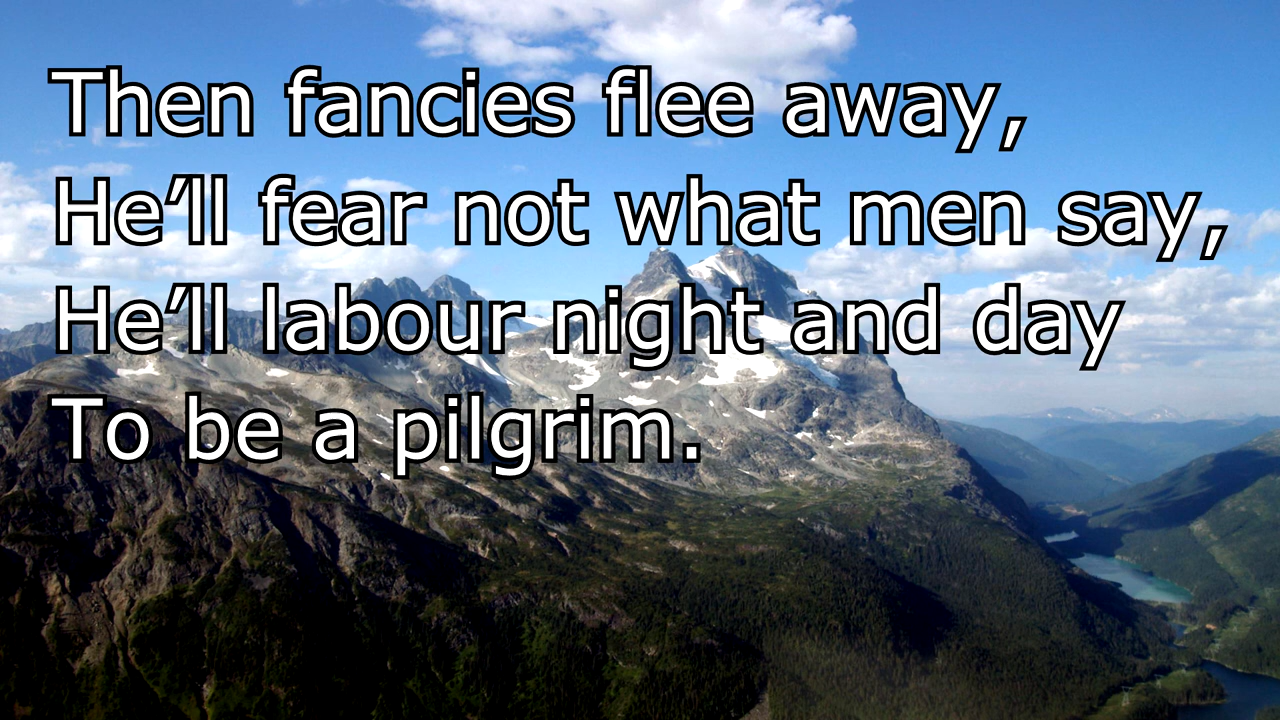 Then fancies flee away,
He’ll fear not what men say,
He’ll labour night and day
To be a pilgrim.